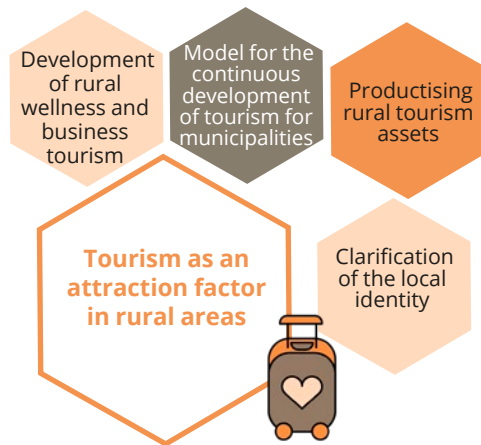 Development
of rural
wellness and
business
tourism
Model for the
continuous
development
of tourism for
municipalities
Productising
rural tourism
assets
Tourism as an
attraction factor
in rural areas
Clarification
of the local
identity